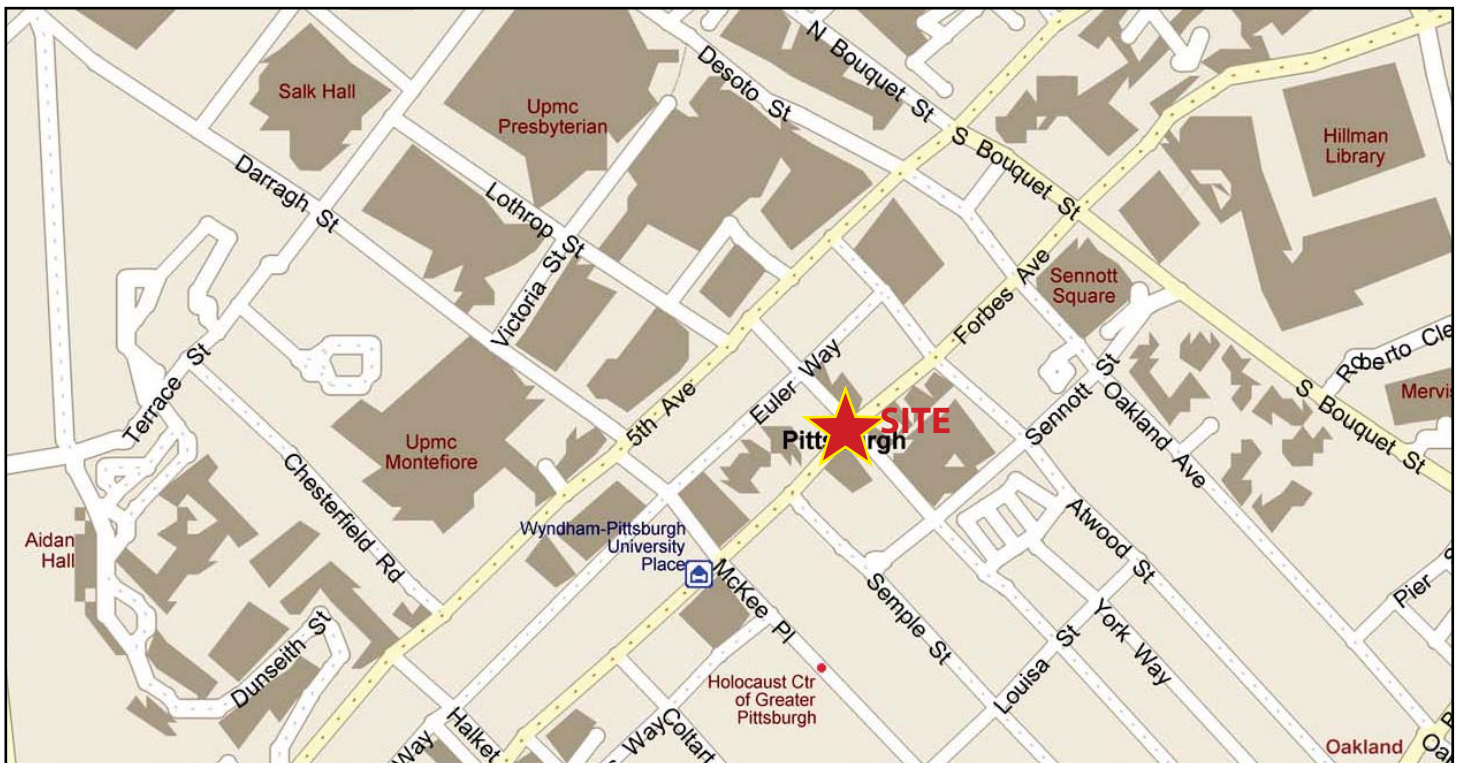 N Bouquet St
Desoto St
Salk Hall
Upmc
Presbyterian
S Bouquet St
Hillman
Library
Darragh St
Lothrop St
Victoria St
Sennott
Square
Forbes Ave
Roberto Cle
Terrace St
Euler Way
5th Ave
Mervis
SITE
Pittsburgh
Sennott St
Oakland Ave
S Bouquet St
Upmc
Montefiore
Chesterfield Rd
Wyndham-Pittsburgh
University
Place
Aidan
Hall
Atwood St
McKee Pl
Semple St
York Way
Pier
Dunseith St
Louisa St
Holocaust Ctr
of Greater
Pittsburgh
Way
Halket
Way
Coltart
Oakland